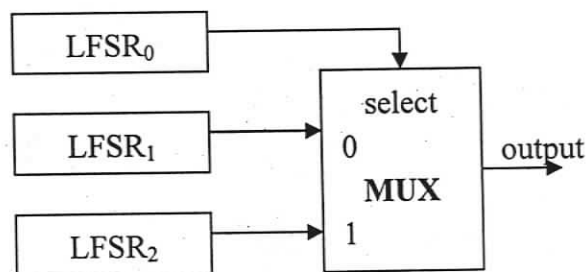 LFSR₀
select
LFSR₁
0
output
MUX
LFSR₂
1